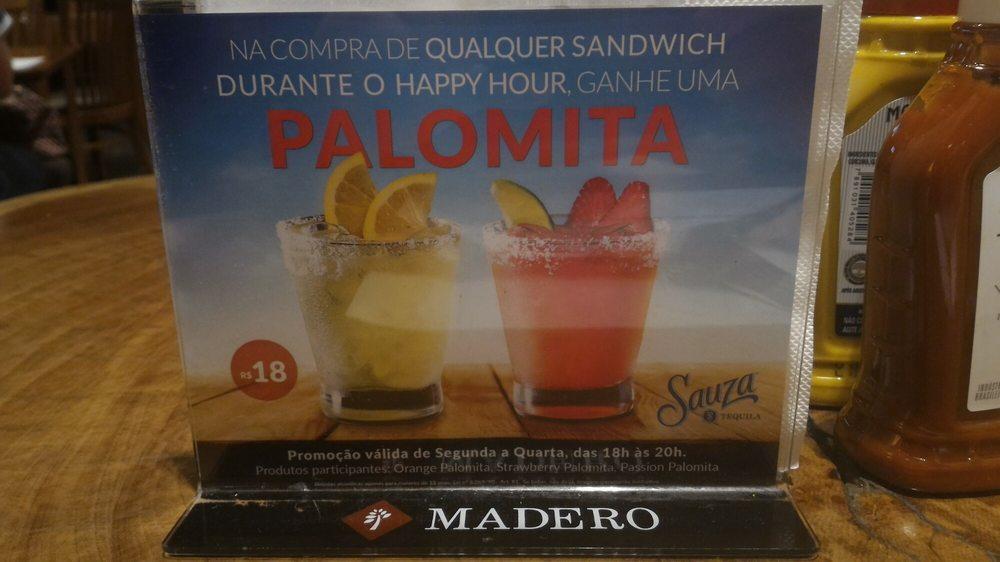 NA COMPRA DE QUALQUER SANDWICH
DURANTE O HAPPY HOUR, GANHE UMA
PALOMITA
R$ 18
Sauza
TEQUILA
Promoção válida de Segunda a Quarta, das 18h às 20h.
Produtos participantes: Orange Palomita, Strawberry Palomita, Passion Palomita
MADERO
7891031405284